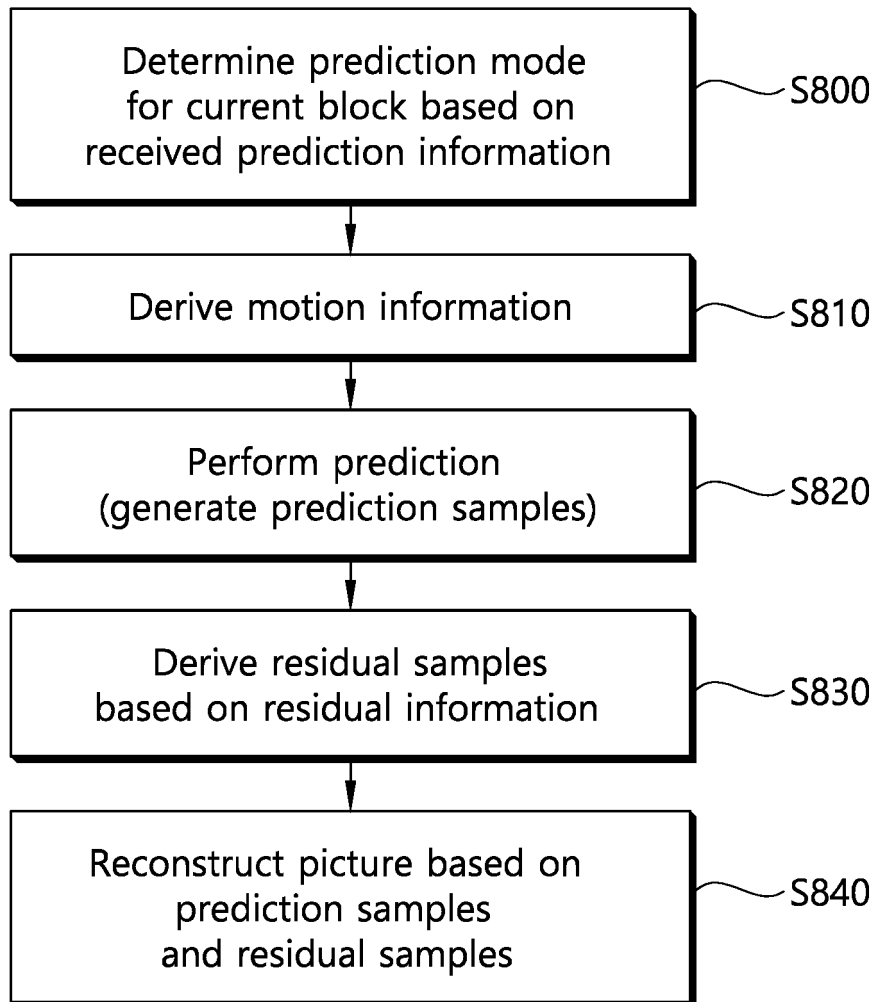 Determine prediction mode
for current block based on
received prediction information
S800
Derive motion information
S810
Perform prediction
(generate prediction samples)
S820
Derive residual samples
based on residual information
S830
Reconstruct picture based on
prediction samples
and residual samples
S840